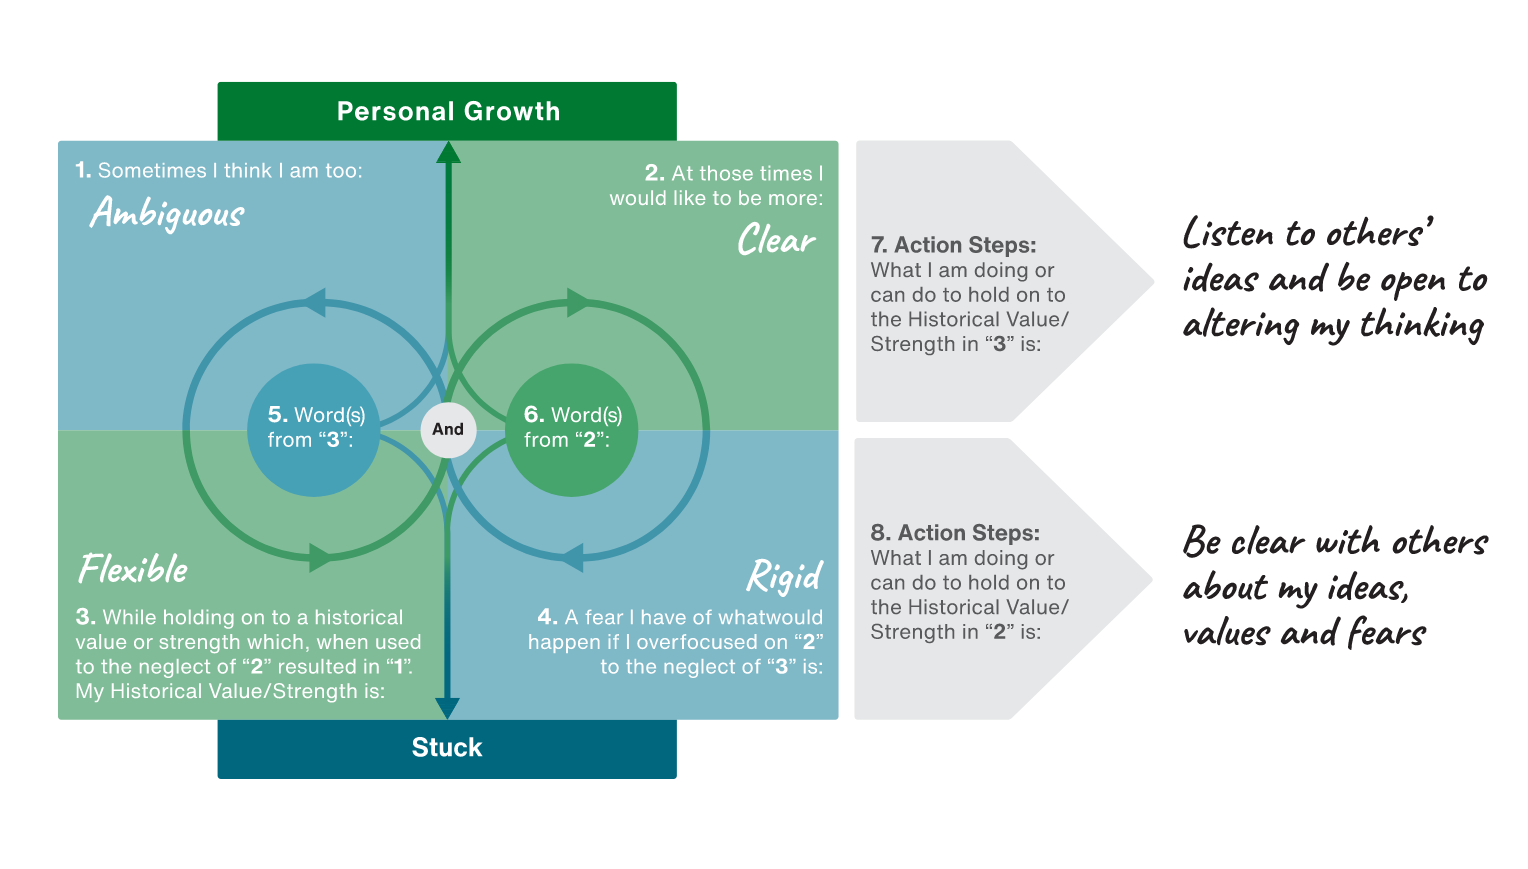 Personal Growth
1. Sometimes I think I am too:
Ambiguous
2. At those times I
would like to be more:
Clear
5. Word(s)
from “3”:
And
6. Word(s)
from “2”:
Flexible
3. While holding on to a historical
value or strength which, when used
to the neglect of “2” resulted in “1”.
My Historical Value/Strength is:
Rigid
4. A fear I have of whatwould
happen if I overfocused on “2”
to the neglect of “3” is:
Stuck
7. Action Steps:
What I am doing or
can do to hold on to
the Historical Value/
Strength in “3” is:
Listen to others’
ideas and be open to
altering my thinking
8. Action Steps:
What I am doing or
can do to hold on to
the Historical Value/
Strength in “2” is:
Be clear with others
about my ideas,
values and fears